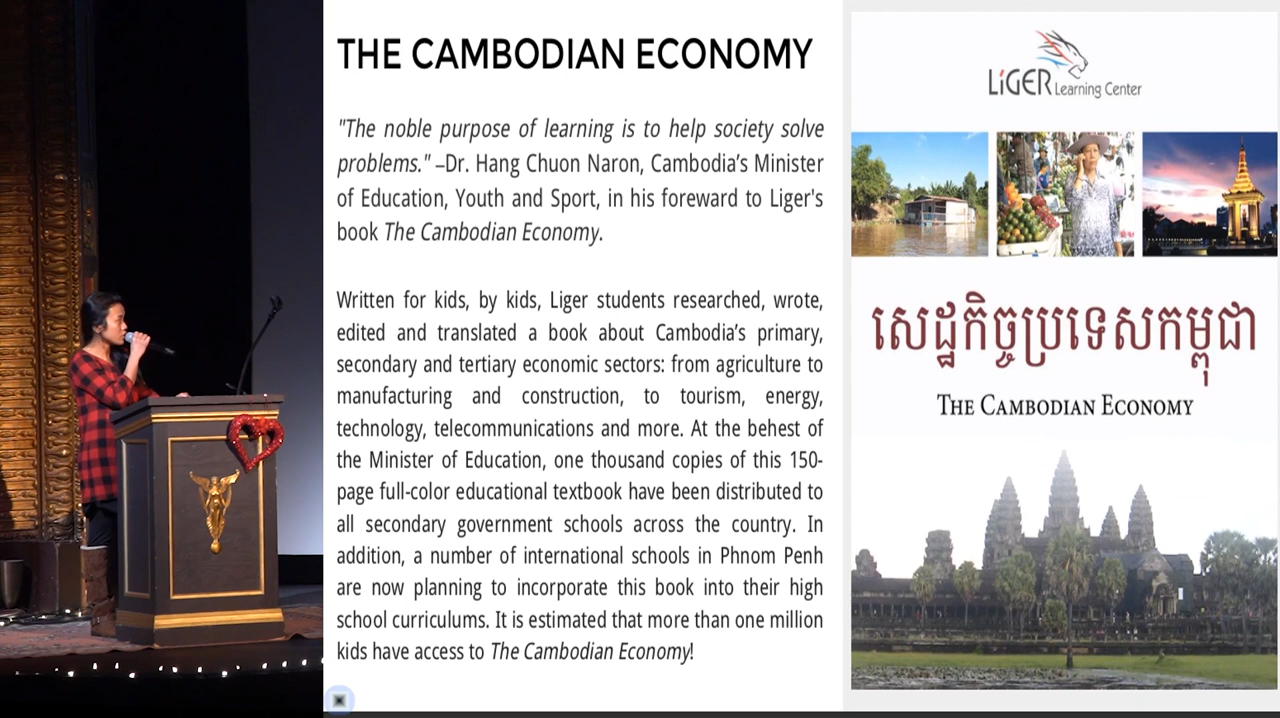 THE CAMBODIAN ECONOMY
"The noble purpose of learning is to help society solve
problems." –Dr. Hang Chuon Naron, Cambodia's Minister
of Education, Youth and Sport, in his foreward to Liger's
book The Cambodian Economy.
Written for kids, by kids, Liger students researched, wrote,
edited and translated a book about Cambodia's primary,
secondary and tertiary economic sectors: from agriculture to
manufacturing and construction, to tourism, energy,
technology, telecommunications and more. At the behest of
the Minister of Education, one thousand copies of this 150-
page full-color educational textbook have been distributed to
all secondary government schools across the country. In
addition, a number of international schools in Phnom Penh
are now planning to incorporate this book into their high
school curriculums. It is estimated that more than one million
kids have access to The Cambodian Economy!
LiGER Learning Center
សេដ្ឋកិច្ចប្រទេសកម្ពុជា
THE CAMBODIAN ECONOMY